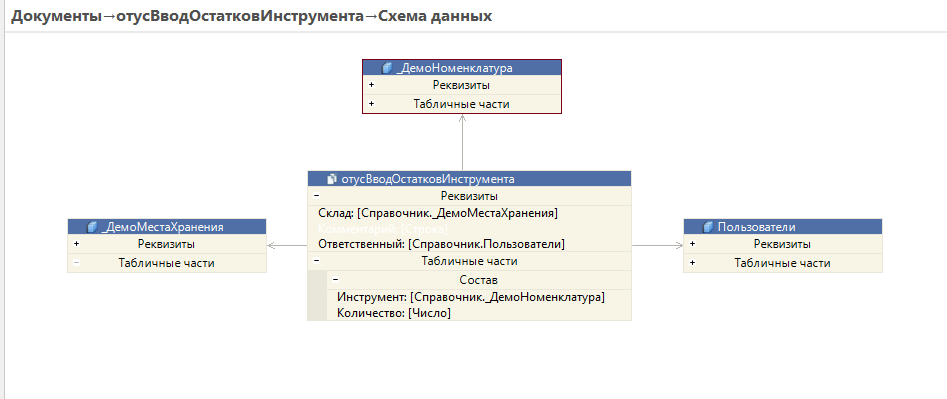 Документы→отусВводОстатковИнструмента→Схема данных
_ДемоНоменклатура
+ Реквизиты
+ Табличные части
отусВводОстатковИнструмента
− Реквизиты
Склад: [Справочник._ДемоМестаХранения]
Комментарий: [Строка]
Ответственный: [Справочник.Пользователи]
− Табличные части
− Состав
Инструмент: [Справочник._ДемоНоменклатура]
Количество: [Число]
_ДемоМестаХранения
+ Реквизиты
− Табличные части
Пользователи
+ Реквизиты
+ Табличные части